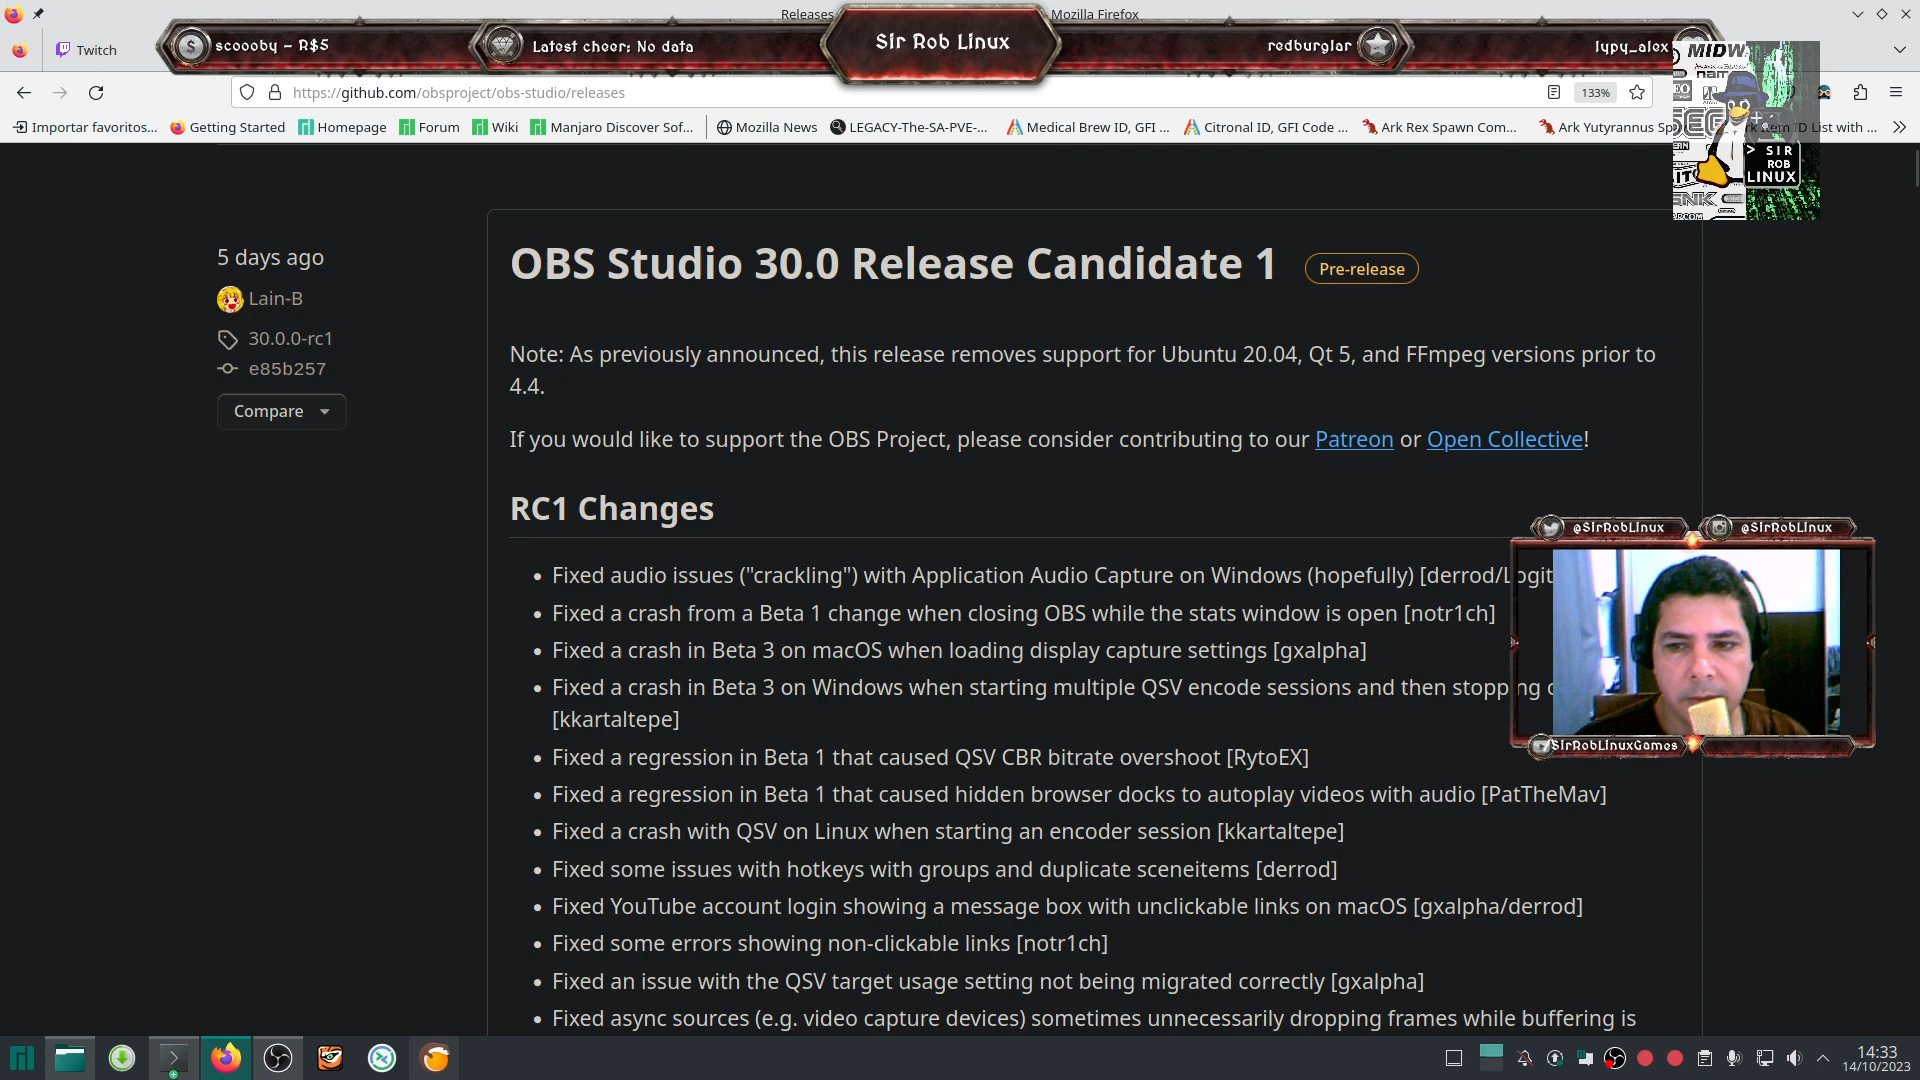 Releases
Mozilla Firefox
Twitch
scoooby - R$5
Latest cheer: No data
Sir Rob Linux
redburglar
lypy_alex
https://github.com/obsproject/obs-studio/releases
133%
Importar favoritos...
Getting Started
Homepage
Forum
Wiki
Manjaro Discover Sof...
Mozilla News
LEGACY-The-SA-PVE-...
Medical Brew ID, GFI ...
Citronal ID, GFI Code ...
Ark Rex Spawn Com...
Ark Yutyrannus Sp
rk Item ID List with ...
MIDW
> SIR
ROB
LINUX
SNK
5 days ago
Lain-B
30.0.0-rc1
e85b257
Compare
OBS Studio 30.0 Release Candidate 1
Pre-release
Note: As previously announced, this release removes support for Ubuntu 20.04, Qt 5, and FFmpeg versions prior to
4.4.
If you would like to support the OBS Project, please consider contributing to our Patreon or Open Collective!
RC1 Changes
Fixed audio issues ("crackling") with Application Audio Capture on Windows (hopefully) [derrod/Logit
Fixed a crash from a Beta 1 change when closing OBS while the stats window is open [notr1ch]
Fixed a crash in Beta 3 on macOS when loading display capture settings [gxalpha]
Fixed a crash in Beta 3 on Windows when starting multiple QSV encode sessions and then stopping
[kkartaltepe]
Fixed a regression in Beta 1 that caused QSV CBR bitrate overshoot [RytoEX]
Fixed a regression in Beta 1 that caused hidden browser docks to autoplay videos with audio [PatTheMav]
Fixed a crash with QSV on Linux when starting an encoder session [kkartaltepe]
Fixed some issues with hotkeys with groups and duplicate sceneitems [derrod]
Fixed YouTube account login showing a message box with unclickable links on macOS [gxalpha/derrod]
Fixed some errors showing non-clickable links [notr1ch]
Fixed an issue with the QSV target usage setting not being migrated correctly [gxalpha]
Fixed async sources (e.g. video capture devices) sometimes unnecessarily dropping frames while buffering is
@SirRobLinux
@SirRobLinux
SirRobLinuxGames
14:33
14/10/2023